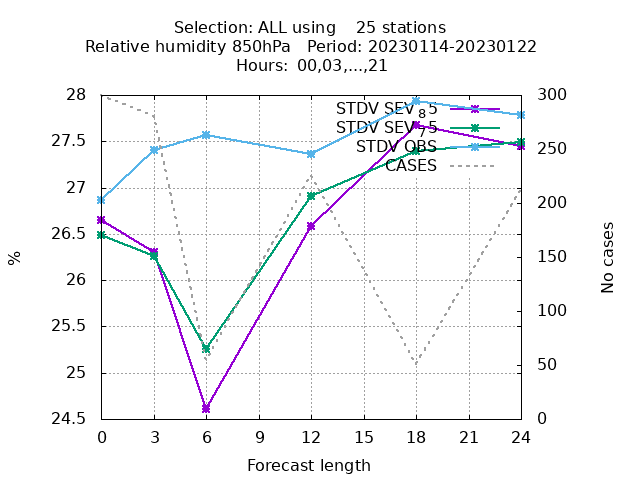 Selection: ALL using 25 stations
Relative humidity 850hPa Period: 20230114-20230122
Hours: 00,03,...,21
28
27.5
27
26.5
26
25.5
25
24.5
%
STDV SEV_85
STDV SEV_75
STDV OBS
CASES
300
250
200
150
100
50
0
No cases
0 3 6 9 12 15 18 21 24
Forecast length